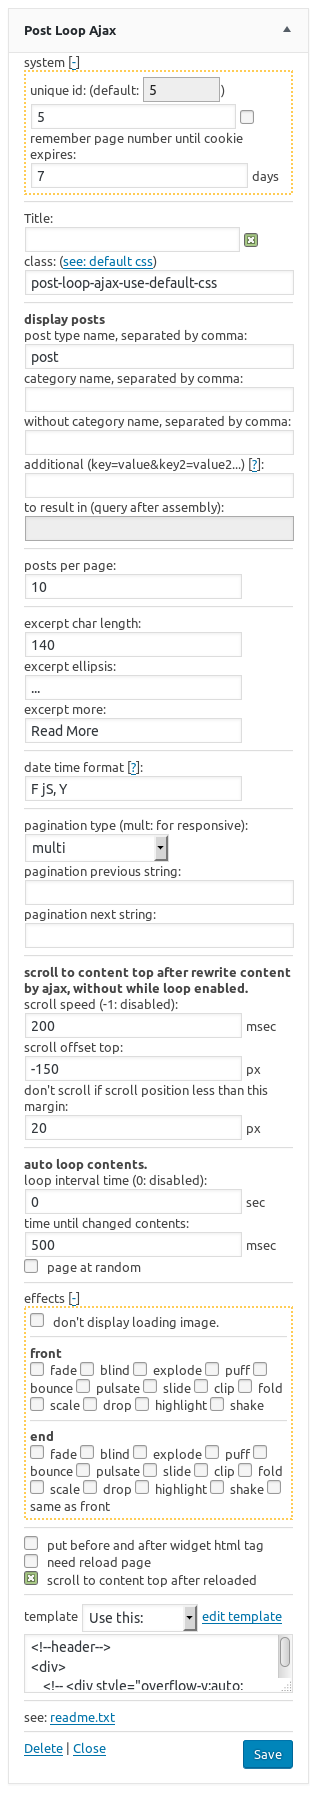 Post Loop Ajax
system [-]
unique id: (default: 5 )
5
remember page number until cookie
expires:
7 days
Title:
class: (see: default css)
post-loop-ajax-use-default-css
display posts
post type name, separated by comma:
post
category name, separated by comma:
without category name, separated by comma:
additional (key=value&key2=value2...) [?]:
to result in (query after assembly):
posts per page:
10
excerpt char length:
140
excerpt ellipsis:
...
excerpt more:
Read More
date time format [?]:
F jS, Y
pagination type (mult: for responsive):
multi
pagination previous string:
pagination next string:
scroll to content top after rewrite content
by ajax, without while loop enabled.
scroll speed (-1: disabled):
200 msec
scroll offset top:
-150 px
don't scroll if scroll position less than this
margin:
20 px
auto loop contents.
loop interval time (0: disabled):
0 sec
time until changed contents:
500 msec
page at random
effects [-]
don't display loading image.
front
fade blind explode puff
bounce pulsate slide clip fold
scale drop highlight shake
end
fade blind explode puff
bounce pulsate slide clip fold
scale drop highlight shake
same as front
put before and after widget html tag
need reload page
scroll to content top after reloaded
template Use this: edit template
<!--header-->
<div>
<!-- <div style="overflow-y:auto;
see: readme.txt
Delete | Close Save